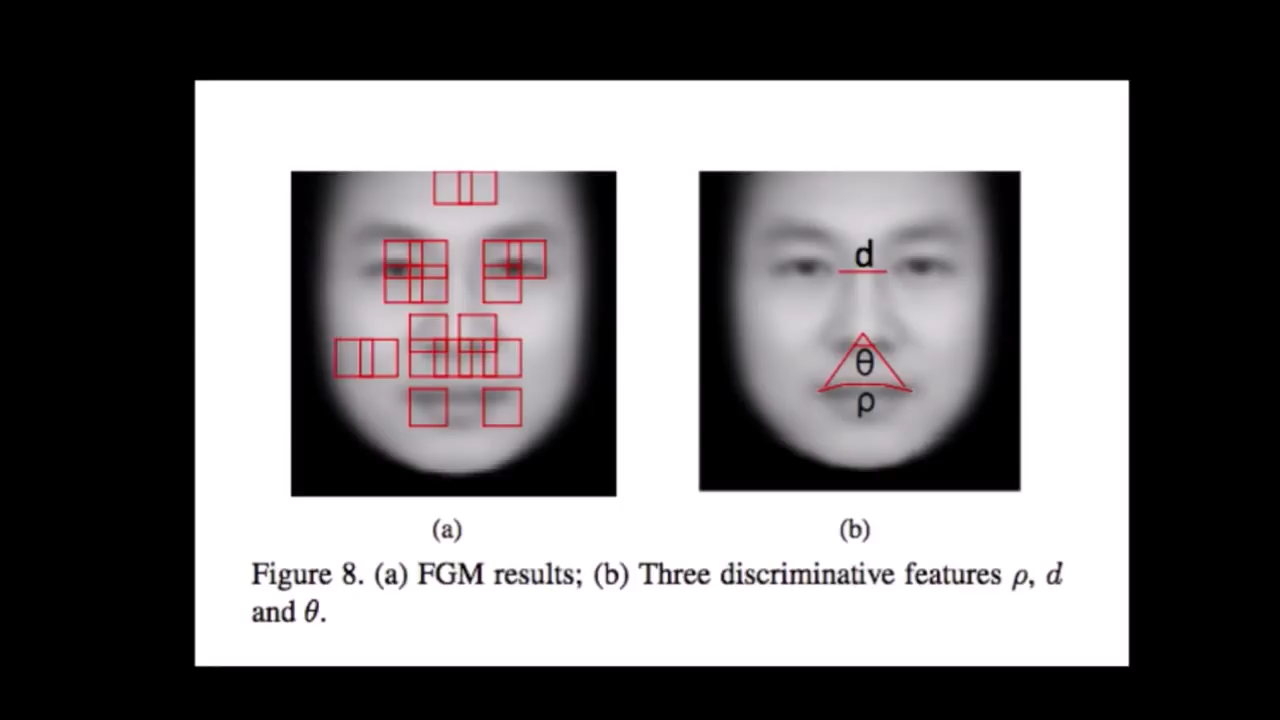 d
θ
ρ
(a) (b)
Figure 8. (a) FGM results; (b) Three discriminative features ρ, d
and θ.